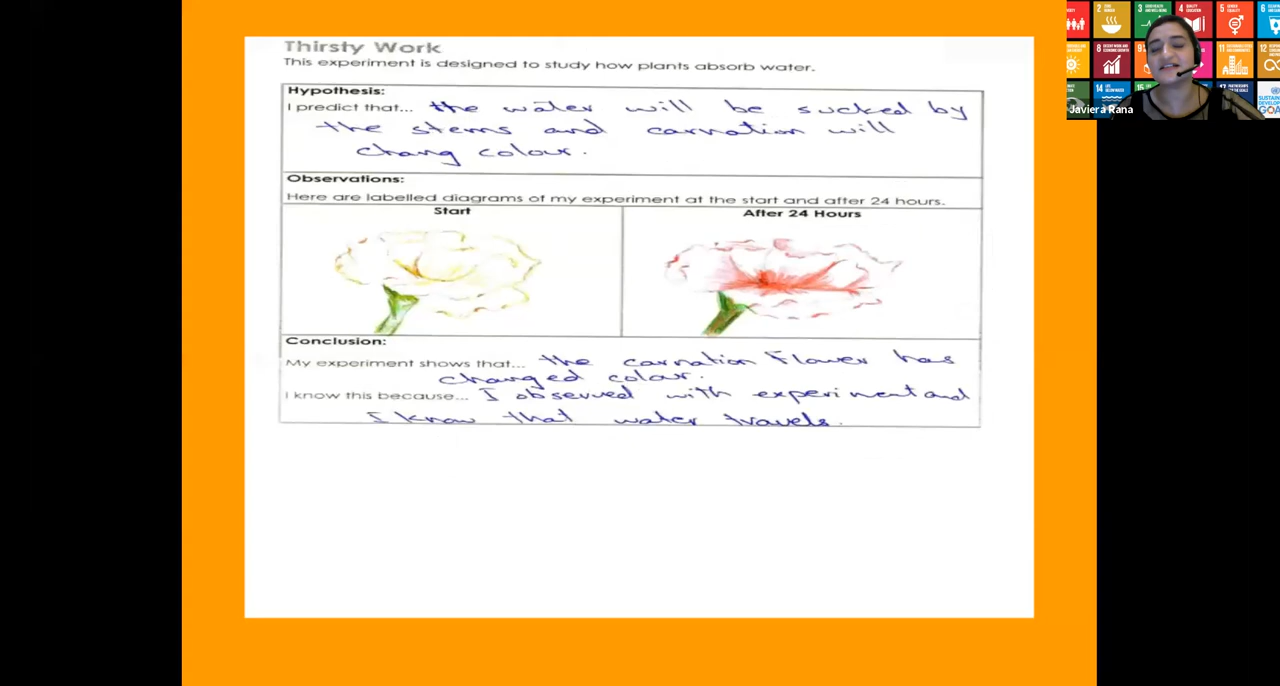 Thirsty Work
This experiment is designed to study how plants absorb water.
Hypothesis:
I predict that... the water will be sucked by
the stems and carnation will
chang colour.
Observations:
Here are labelled diagrams of my experiment at the start and after 24 hours.
Start
After 24 Hours
Conclusion:
My experiment shows that... the carnation Flower has
changed colour.
I know this because... I observed with experiment and
I know that water travels.
Javiera Rana